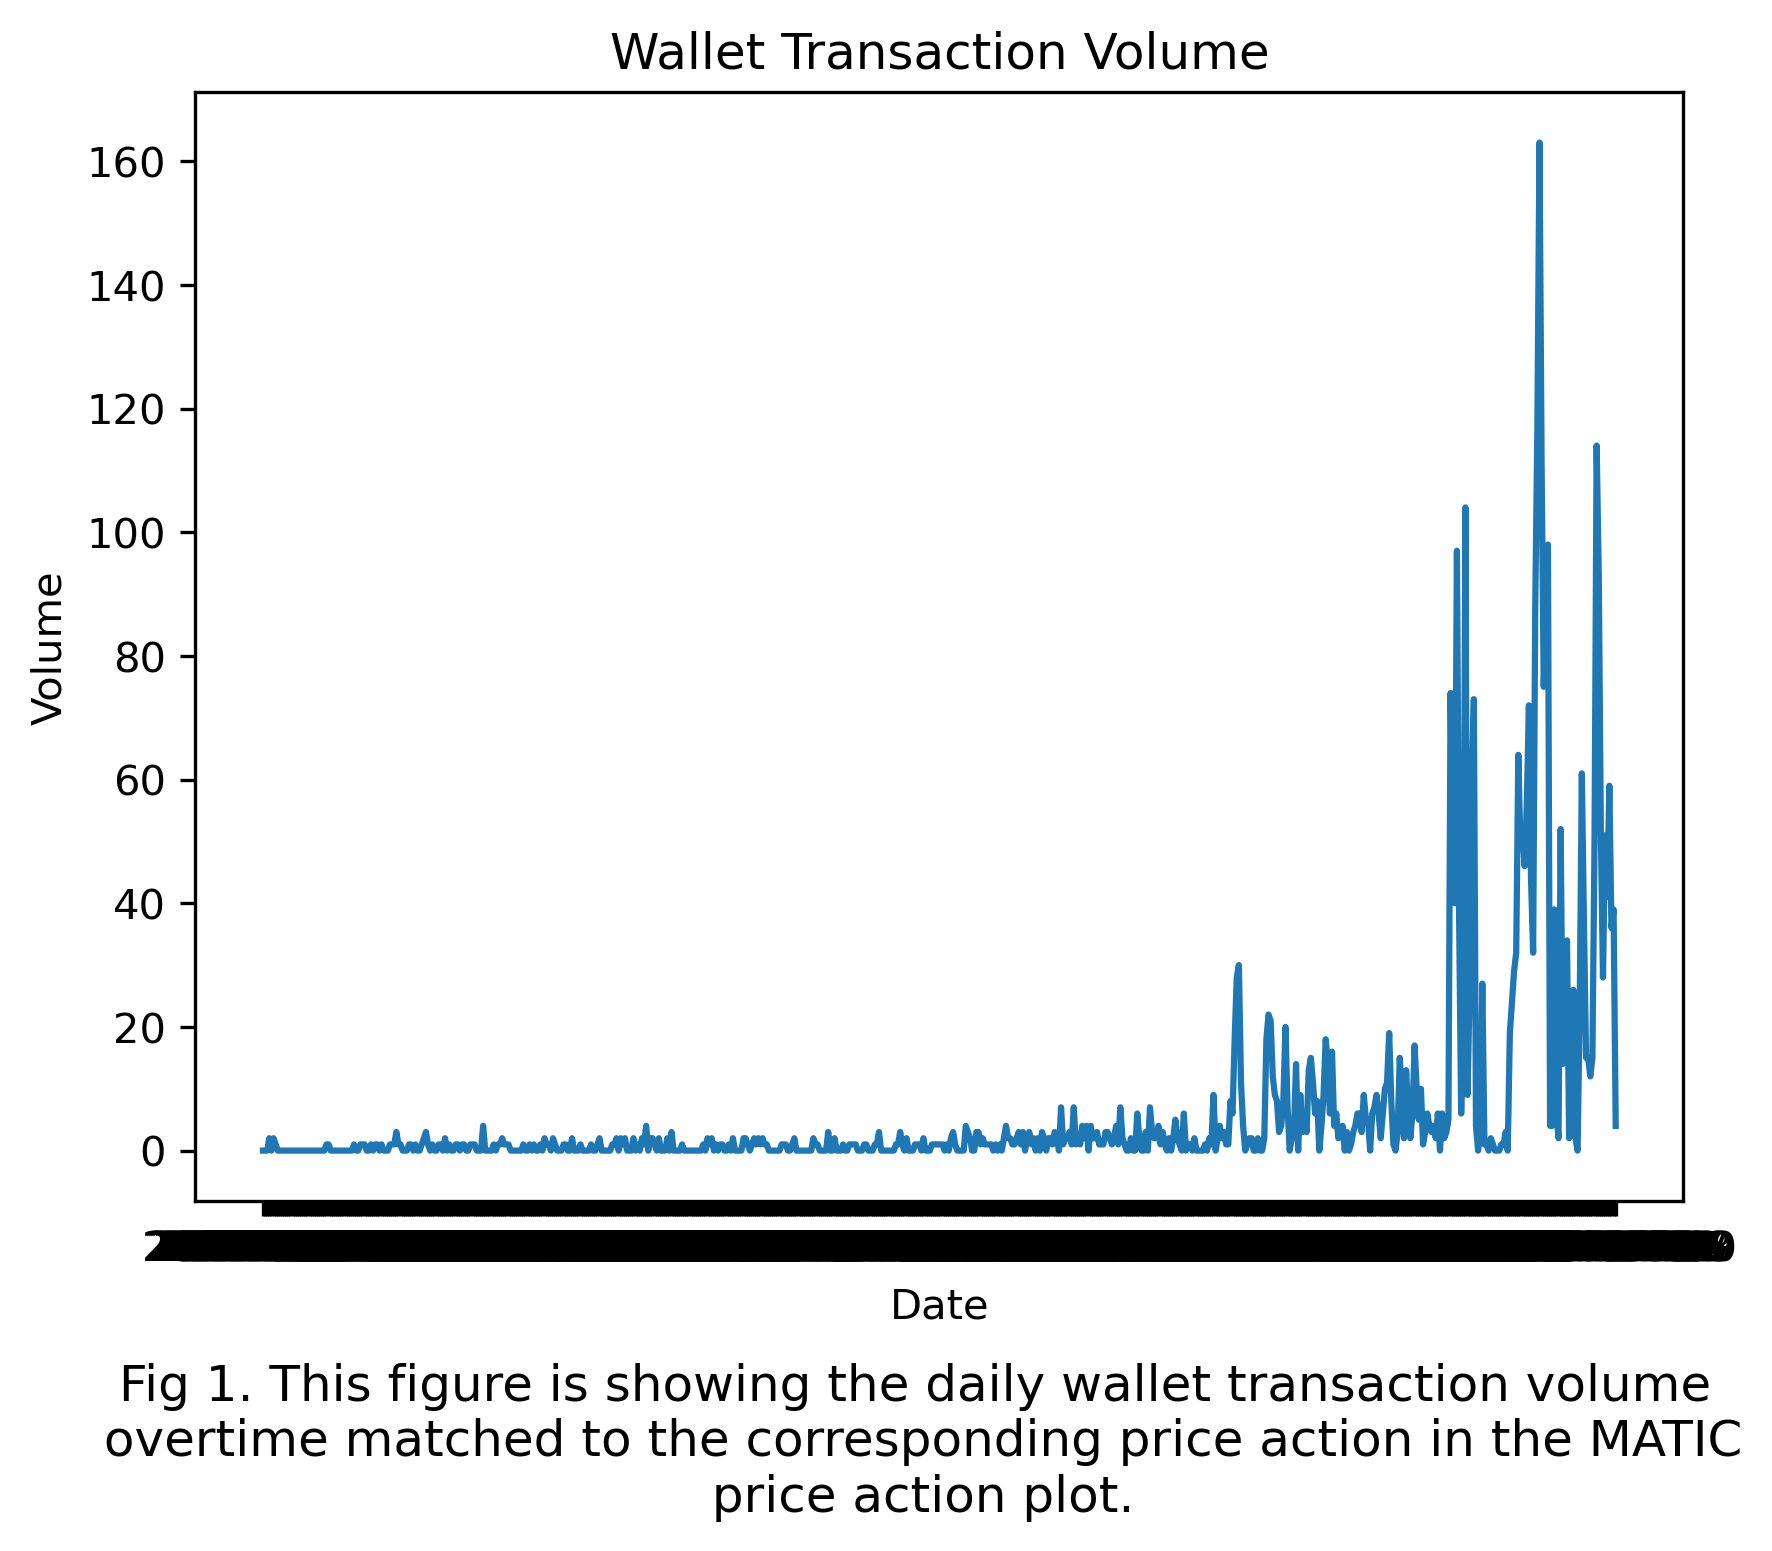 Wallet Transaction Volume
160
140
120
100
80
60
40
20
0
Volume
Date
Fig 1. This figure is showing the daily wallet transaction volume
overtime matched to the corresponding price action in the MATIC
price action plot.